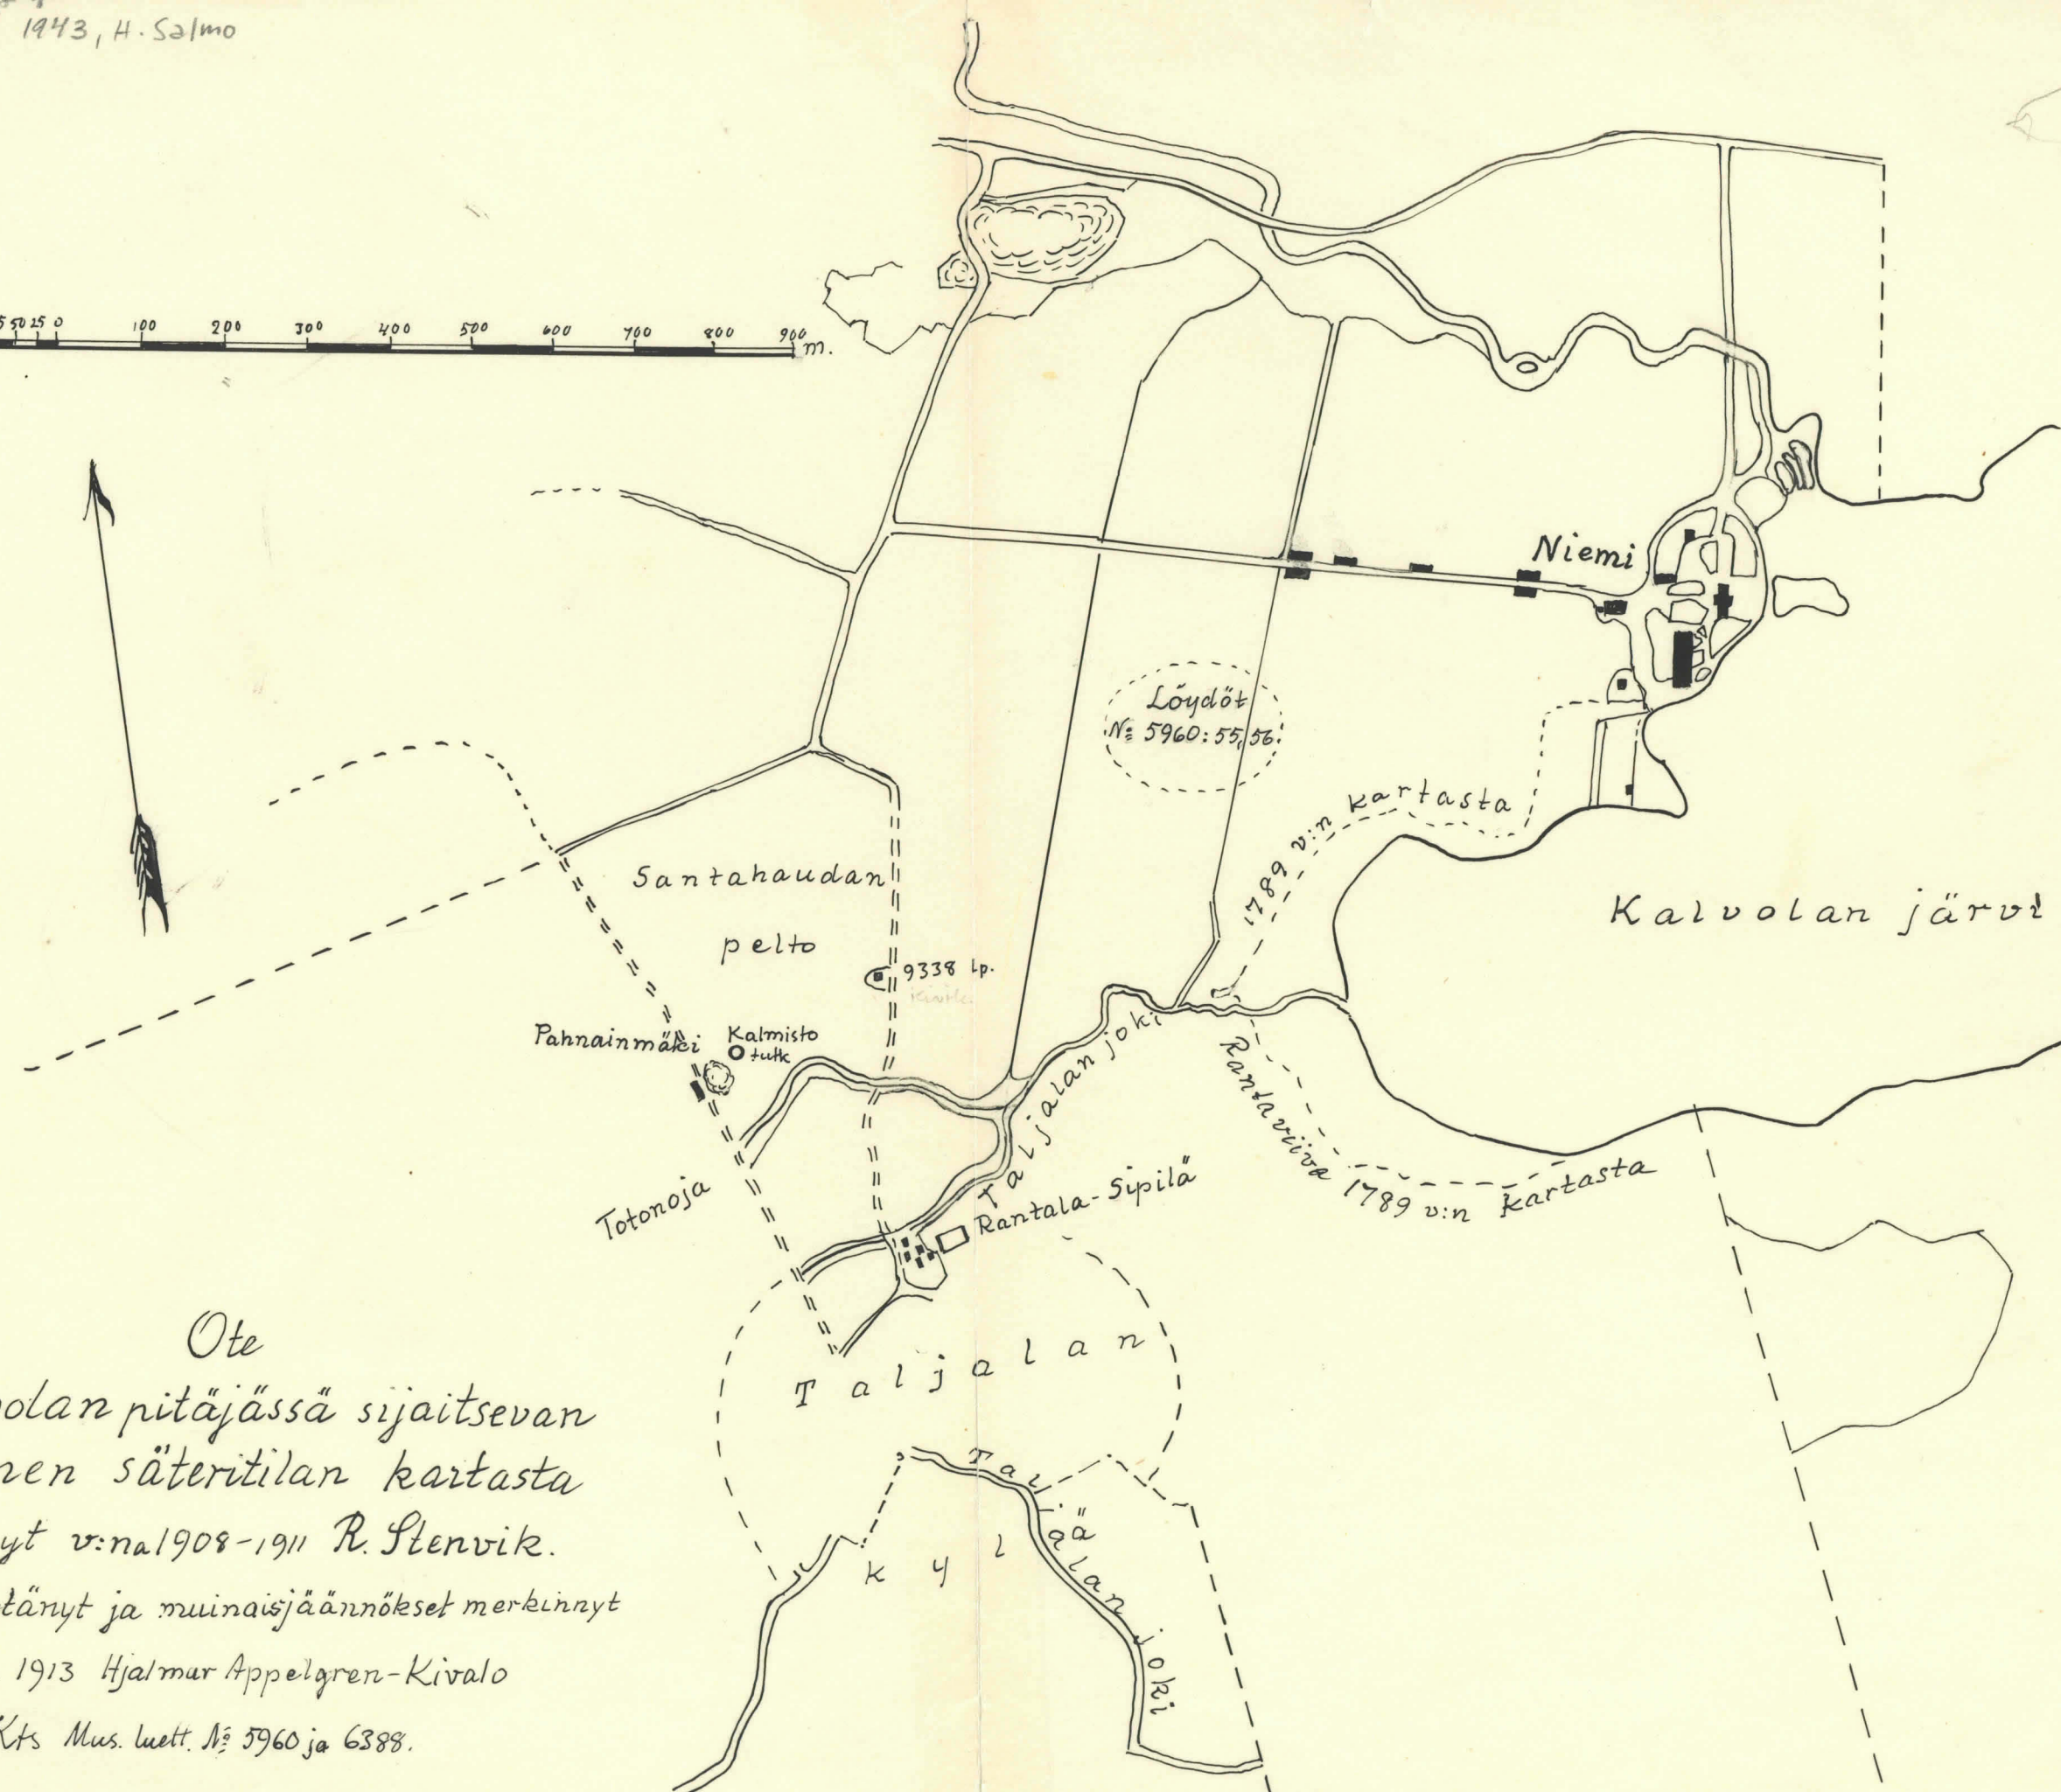 1943, H. Salmo
50 25 0 100 200 300 400 500 600 700 800 900 m.
Niemi
Löydöt
№ 5960: 55, 56.
1789 v:n kartasta
Kalvolan järvi
Santahaudan
pelto
9338 lp.
Pahnainmäki
Kalmisto
tutk
Taljalan joki
Rantaviiva 1789 v:n kartasta
Totonoja
Rantala-Sipilä
Taljalan
kylä
Taljalan joki
Ote
olan pitäjässä sijaitsevan
nen säteritilan kartasta
yt v:na 1908-1911 R. Stenvik.
tänyt ja muinaisjäännökset merkinnyt
1913 Hjalmar Appelgren-Kivalo
Kts Mus. luett. № 5960 ja 6388.